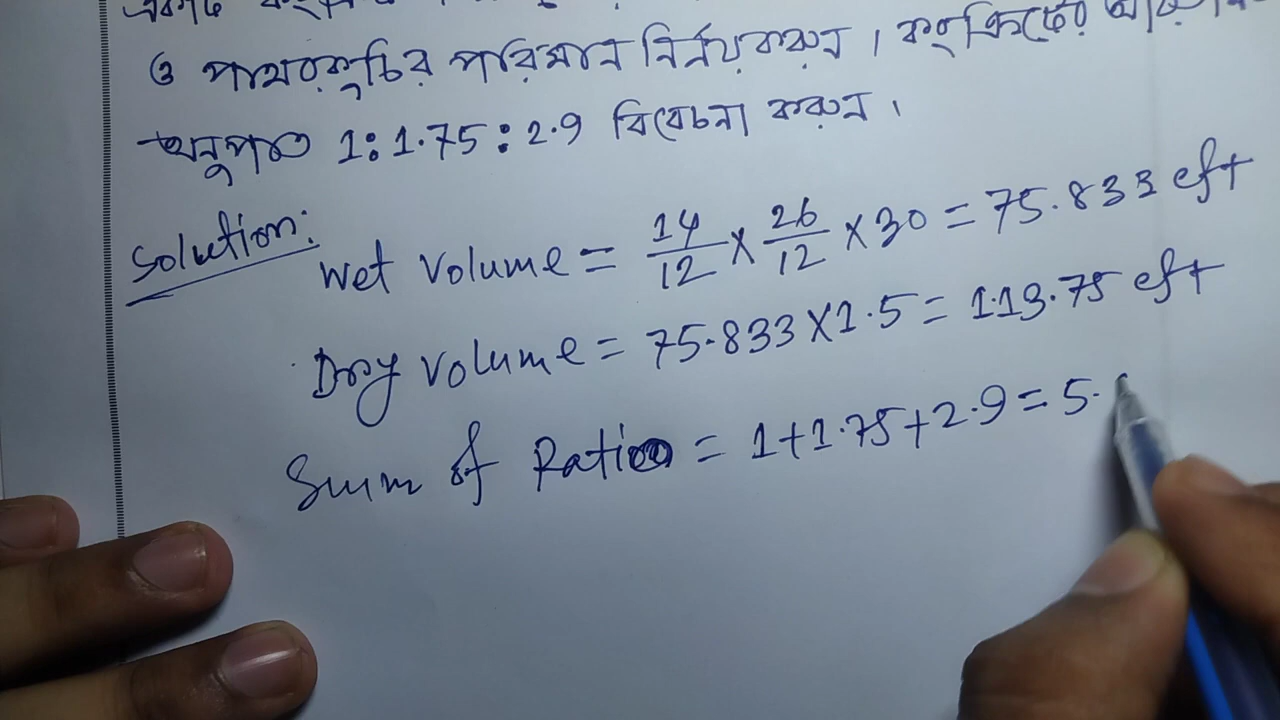 একটি
ও পাথরকুচির পরিমান নির্নয় করুন। কংক্রিটের
অনুপাত 1:1.75:2.9 বিবেচনা করুন।
Solution:
Wet Volume = 14/12 × 26/12 × 30 = 75.833 cft
Dry Volume = 75.833 × 1.5 = 113.75 cft
Sum of Ratio = 1+1.75+2.9 = 5.